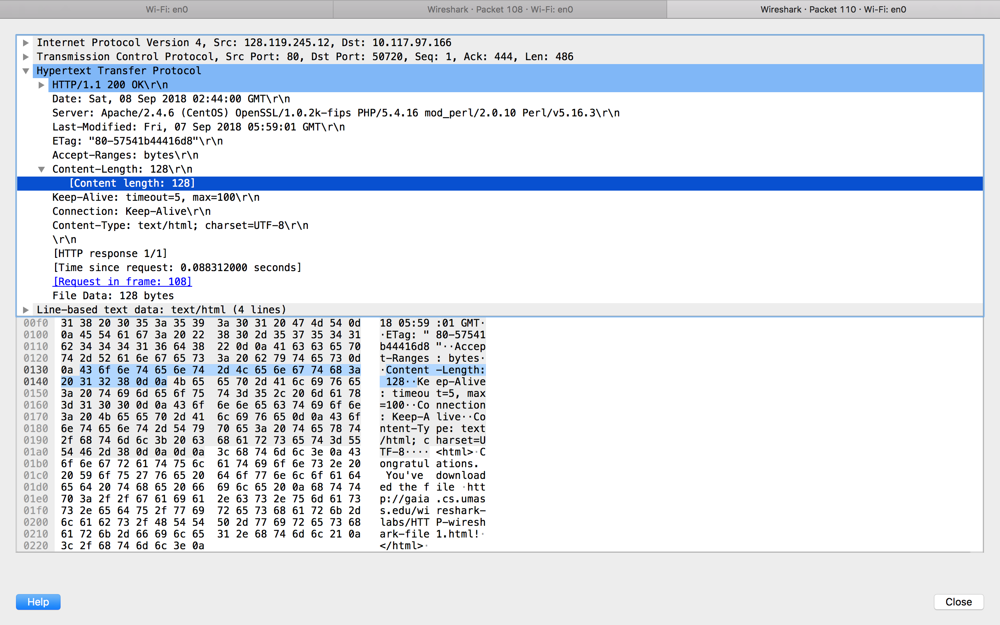 Wi-Fi: en0
Wireshark · Packet 108 · Wi-Fi: en0
Wireshark · Packet 110 · Wi-Fi: en0
Internet Protocol Version 4, Src: 128.119.245.12, Dst: 10.117.97.166
Transmission Control Protocol, Src Port: 80, Dst Port: 50720, Seq: 1, Ack: 444, Len: 486
Hypertext Transfer Protocol
HTTP/1.1 200 OK\r\n
Date: Sat, 08 Sep 2018 02:44:00 GMT\r\n
Server: Apache/2.4.6 (CentOS) OpenSSL/1.0.2k-fips PHP/5.4.16 mod_perl/2.0.10 Perl/v5.16.3\r\n
Last-Modified: Fri, 07 Sep 2018 05:59:01 GMT\r\n
ETag: "80-57541b44416d8"\r\n
Accept-Ranges: bytes\r\n
Content-Length: 128\r\n
[Content length: 128]
Keep-Alive: timeout=5, max=100\r\n
Connection: Keep-Alive\r\n
Content-Type: text/html; charset=UTF-8\r\n
\r\n
[HTTP response 1/1]
[Time since request: 0.088312000 seconds]
[Request in frame: 108]
File Data: 128 bytes
Line-based text data: text/html (4 lines)
00f0 31 38 20 30 35 3a 35 39 3a 30 31 20 47 4d 54 0d 18 05:59 :01 GMT·
0100 0a 45 54 61 67 3a 20 22 38 30 2d 35 37 35 34 31 ·ETag: " 80-57541
0110 62 34 34 34 31 36 64 38 22 0d 0a 41 63 63 65 70 b44416d8 "··Accep
0120 74 2d 52 61 6e 67 65 73 3a 20 62 79 74 65 73 0d t-Ranges : bytes·
0130 0a 43 6f 6e 74 65 6e 74 2d 4c 65 6e 67 74 68 3a ·Content -Length:
0140 20 31 32 38 0d 0a 4b 65 65 70 2d 41 6c 69 76 65 128··Ke ep-Alive
0150 3a 20 74 69 6d 65 6f 75 74 3d 35 2c 20 6d 61 78 : timeou t=5, max
0160 3d 31 30 30 0d 0a 43 6f 6e 6e 65 63 74 69 6f 6e =100··Co nnection
0170 3a 20 4b 65 65 70 2d 41 6c 69 76 65 0d 0a 43 6f : Keep-A live··Co
0180 6e 74 65 6e 74 2d 54 79 70 65 3a 20 74 65 78 74 ntent-Ty pe: text
0190 2f 68 74 6d 6c 3b 20 63 68 61 72 73 65 74 3d 55 /html; c harset=U
01a0 54 46 2d 38 0d 0a 0d 0a 3c 68 74 6d 6c 3e 0a 43 TF-8···· <html>·C
01b0 6f 6e 67 72 61 74 75 6c 61 74 69 6f 6e 73 2e 20 ongratul ations.
01c0 20 59 6f 75 27 76 65 20 64 6f 77 6e 6c 6f 61 64 You've download
01d0 65 64 20 74 68 65 20 66 69 6c 65 20 0a 68 74 74 ed the f ile ·htt
01e0 70 3a 2f 2f 67 61 69 61 2e 63 73 2e 75 6d 61 73 p://gaia .cs.umas
01f0 73 2e 65 64 75 2f 77 69 72 65 73 68 61 72 6b 2d s.edu/wi reshark-
0200 6c 61 62 73 2f 48 54 54 50 2d 77 69 72 65 73 68 labs/HTT P-wiresh
0210 61 72 6b 2d 66 69 6c 65 31 2e 68 74 6d 6c 21 0a ark-file 1.html!·
0220 3c 2f 68 74 6d 6c 3e 0a </html>·
Help
Close